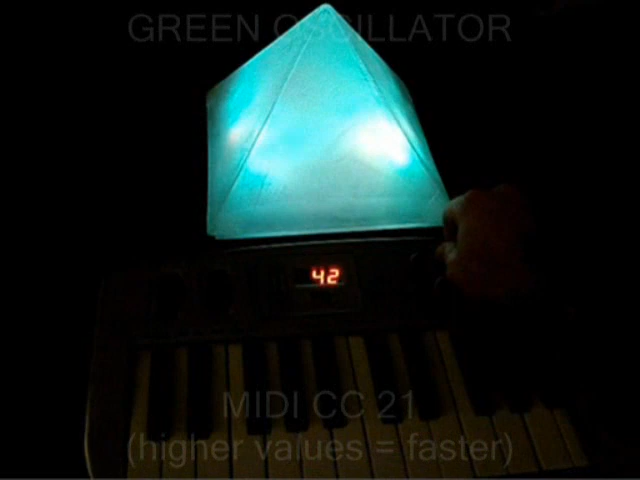 GREEN OSCILLATOR
42
MIDI CC 21
(higher values = faster)